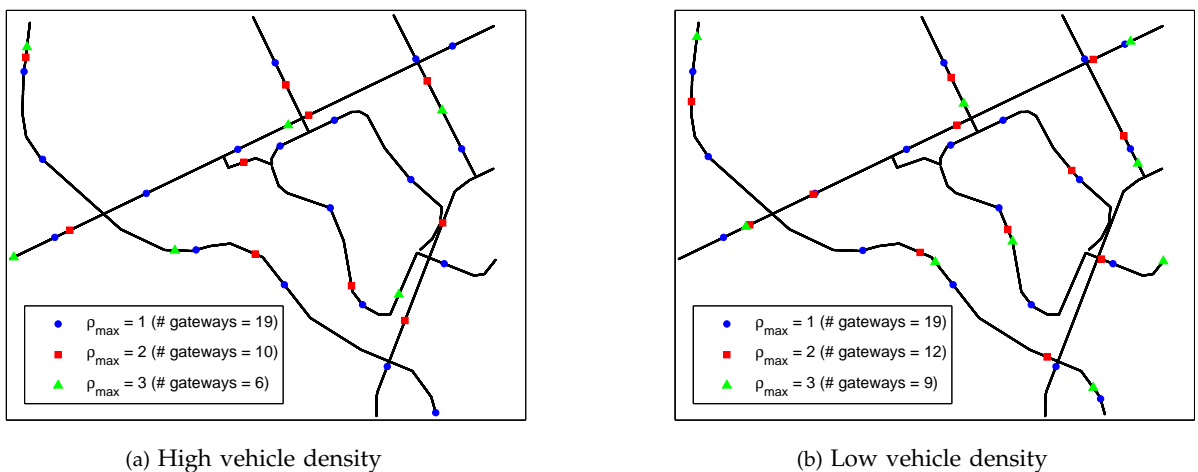 ρmax = 1 (# gateways = 19)
ρmax = 2 (# gateways = 10)
ρmax = 3 (# gateways = 6)
(a) High vehicle density
ρmax = 1 (# gateways = 19)
ρmax = 2 (# gateways = 12)
ρmax = 3 (# gateways = 9)
(b) Low vehicle density